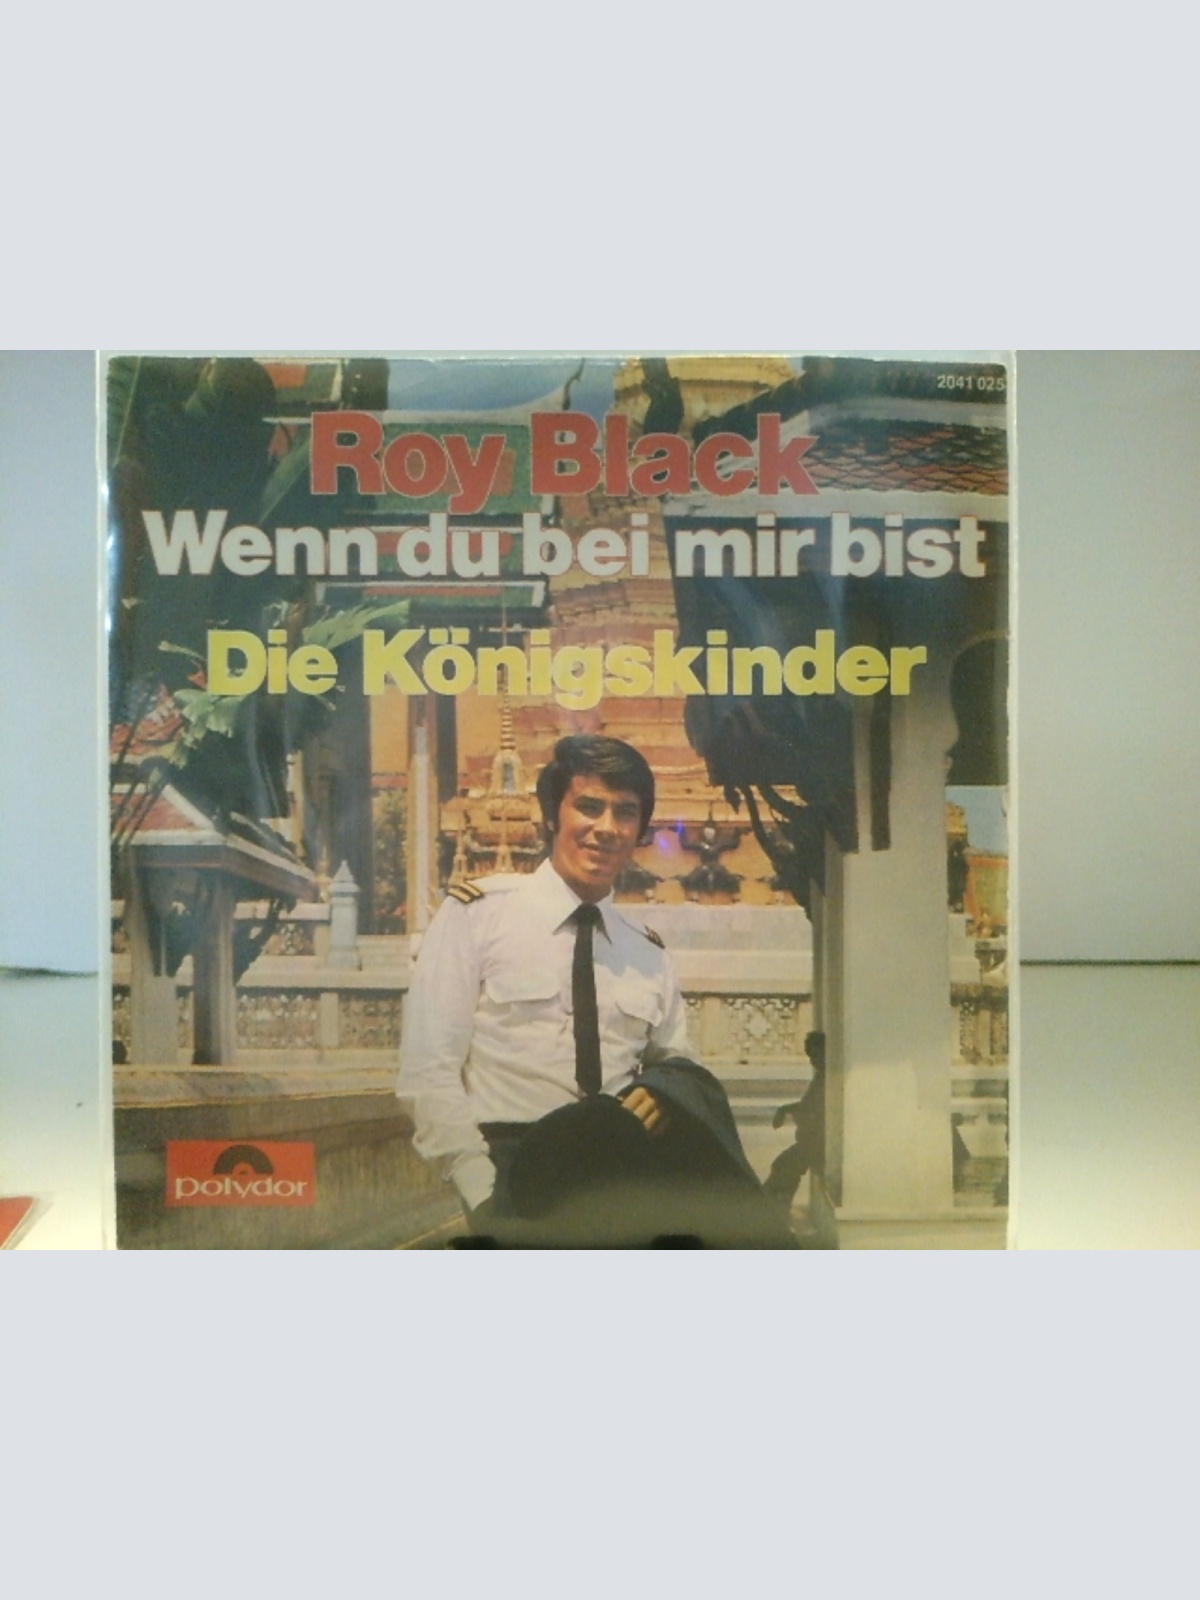 2041 025
Roy Black
Wenn du bei mir bist
Die Königskinder
polydor